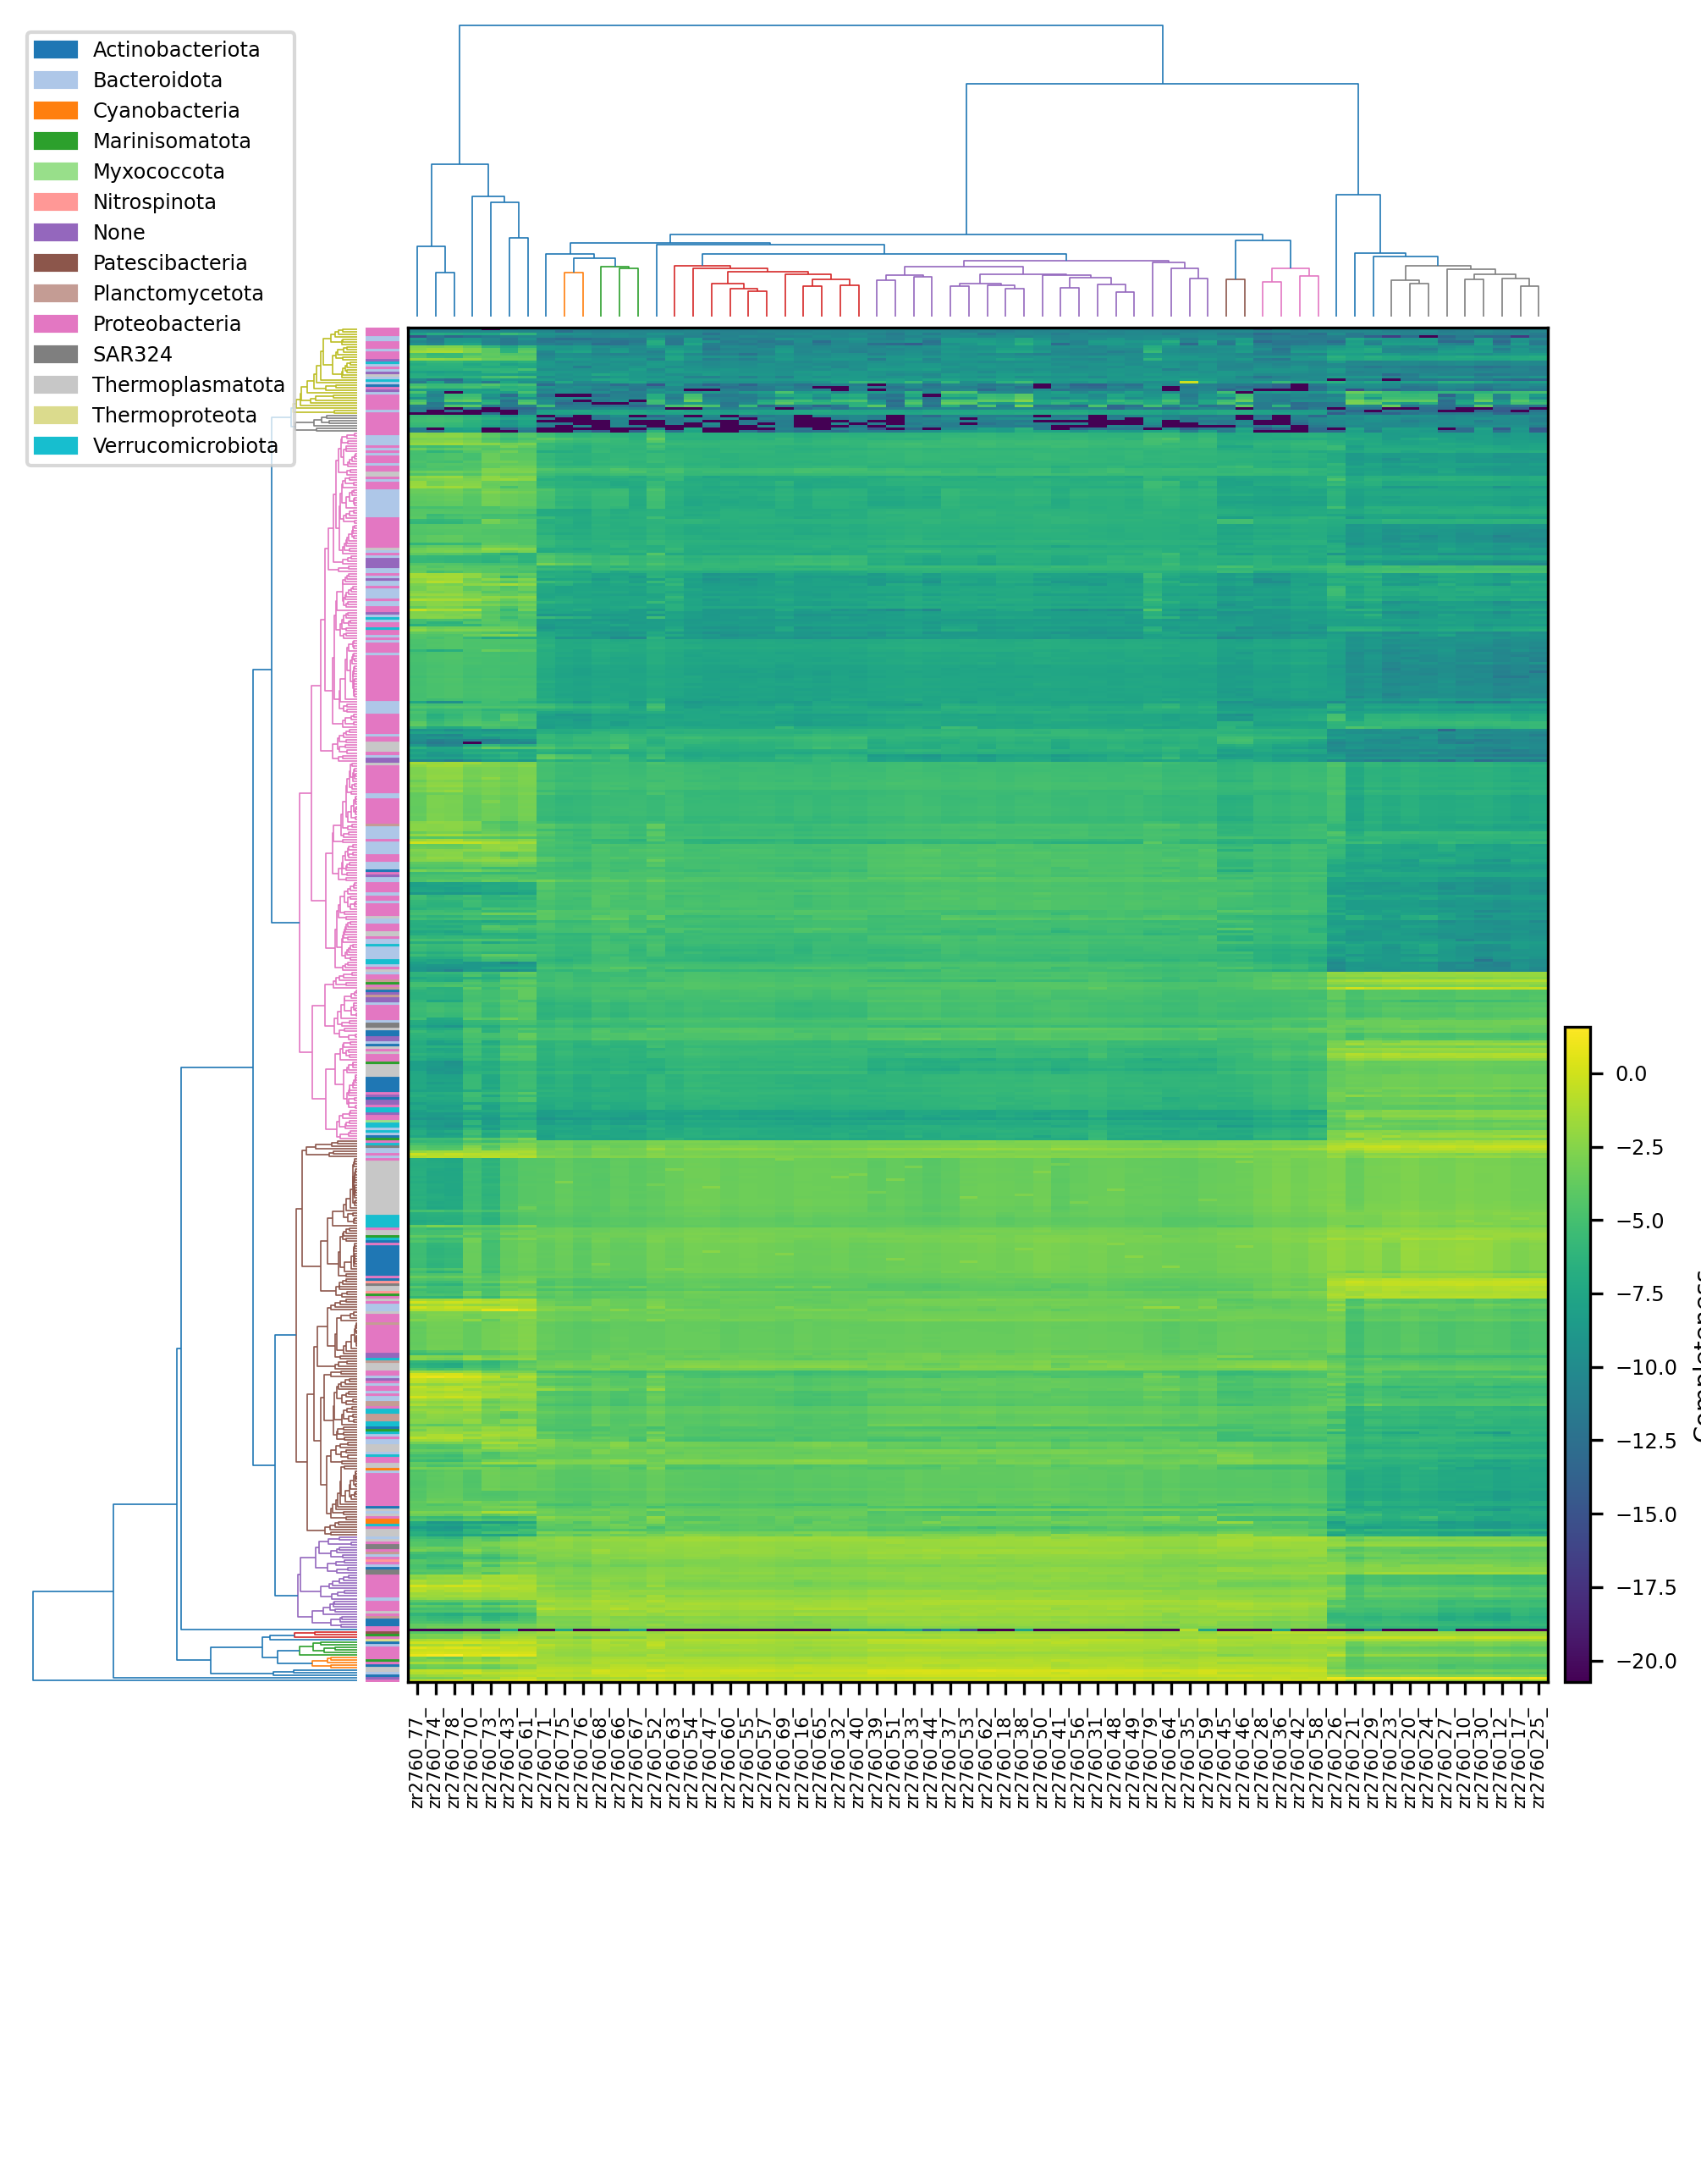 Actinobacteriota
Bacteroidota
Cyanobacteria
Marinisomatota
Myxococcota
Nitrospinota
None
Patescibacteria
Planctomycetota
Proteobacteria
SAR324
Thermoplasmatota
Thermoproteota
Verrucomicrobiota
0.0
−2.5
−5.0
−7.5
−10.0
−12.5
−15.0
−17.5
−20.0
Completeness
zr2760_77_
zr2760_74_
zr2760_78_
zr2760_70_
zr2760_73_
zr2760_43_
zr2760_61_
zr2760_71_
zr2760_75_
zr2760_76_
zr2760_68_
zr2760_66_
zr2760_67_
zr2760_52_
zr2760_63_
zr2760_54_
zr2760_47_
zr2760_60_
zr2760_55_
zr2760_57_
zr2760_69_
zr2760_16_
zr2760_65_
zr2760_32_
zr2760_40_
zr2760_39_
zr2760_51_
zr2760_33_
zr2760_44_
zr2760_37_
zr2760_53_
zr2760_62_
zr2760_18_
zr2760_38_
zr2760_50_
zr2760_41_
zr2760_56_
zr2760_31_
zr2760_48_
zr2760_49_
zr2760_79_
zr2760_64_
zr2760_35_
zr2760_59_
zr2760_45_
zr2760_46_
zr2760_28_
zr2760_36_
zr2760_42_
zr2760_58_
zr2760_26_
zr2760_21_
zr2760_29_
zr2760_23_
zr2760_20_
zr2760_24_
zr2760_27_
zr2760_10_
zr2760_30_
zr2760_12_
zr2760_17_
zr2760_25_